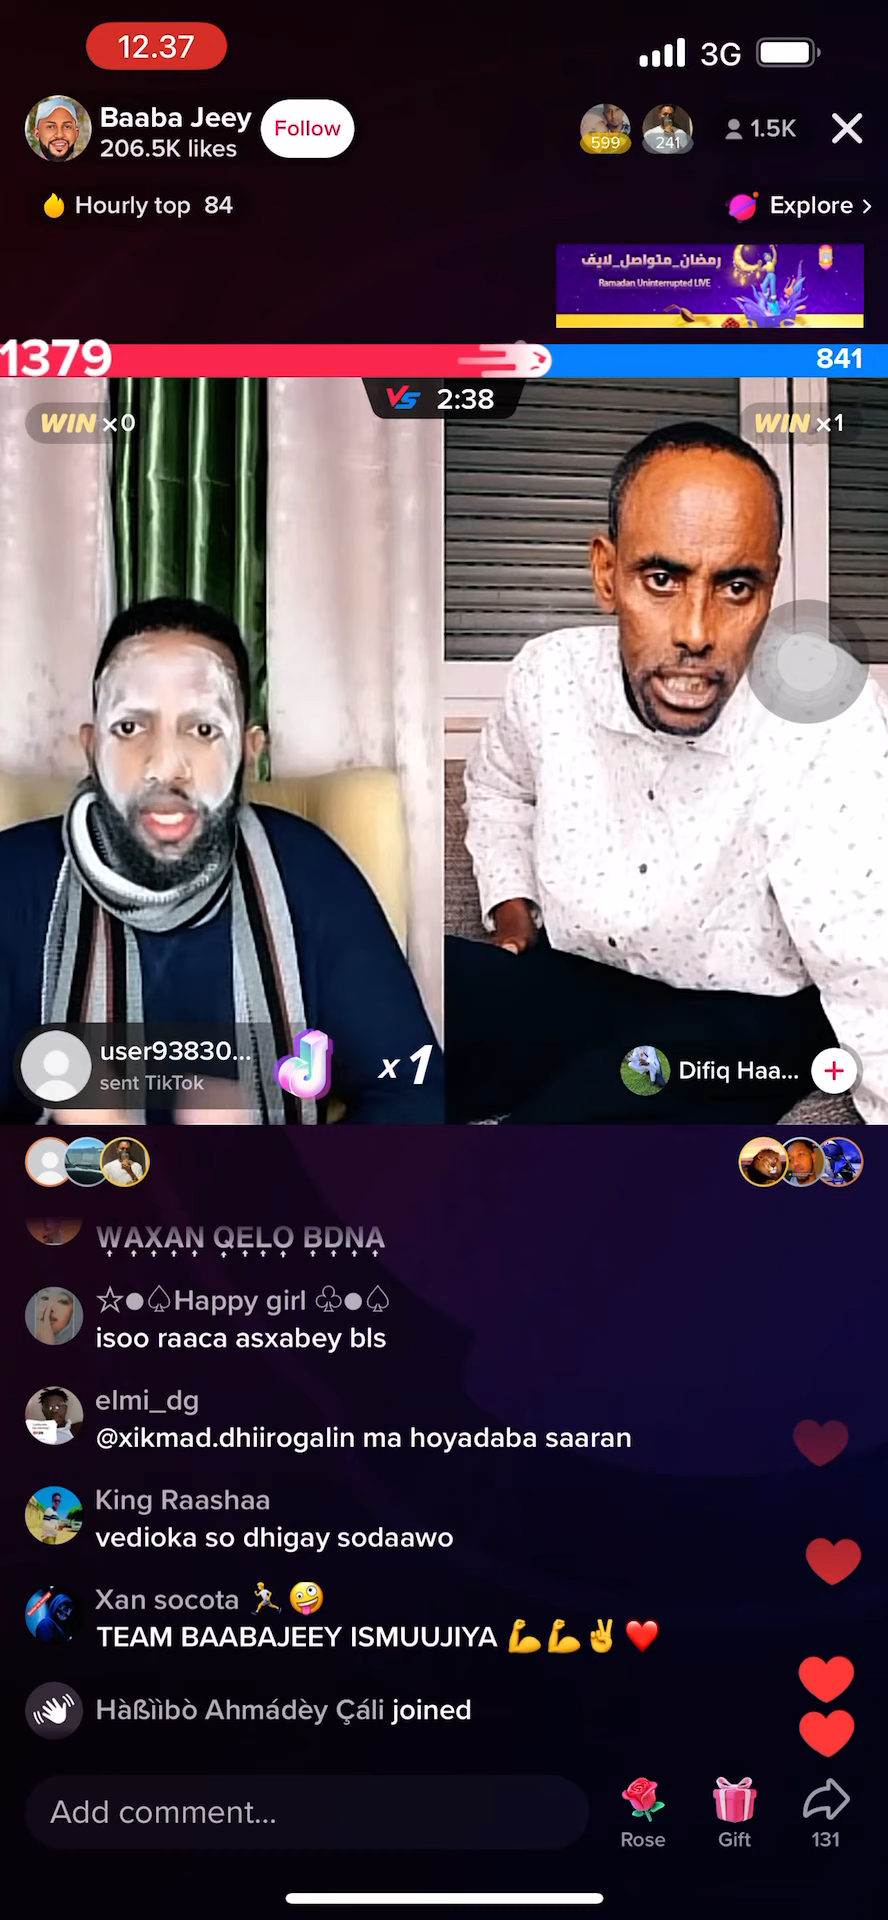 12.37
3G
Baaba Jeey
206.5K likes
Follow
599
241
1.5K
Hourly top 84
Explore >
رمضان_متواصل_لايف
Ramadan Uninterrupted LIVE
1379
841
VS 2:38
WIN x0
WIN x1
user93830...
sent TikTok
x 1
Difiq Haa...
WAXAN QELO BDNA
☆●♤Happy girl ♧●♤
isoo raaca asxabey bls
elmi_dg
@xikmad.dhiirogalin ma hoyadaba saaran
King Raashaa
vedioka so dhigay sodaawo
Xan socota 🏃🤪
TEAM BAABAJEEY ISMUUJIYA 💪💪✌️❤️
Hàßììbò Ahmádèy Çáli joined
Add comment...
Rose
Gift
131